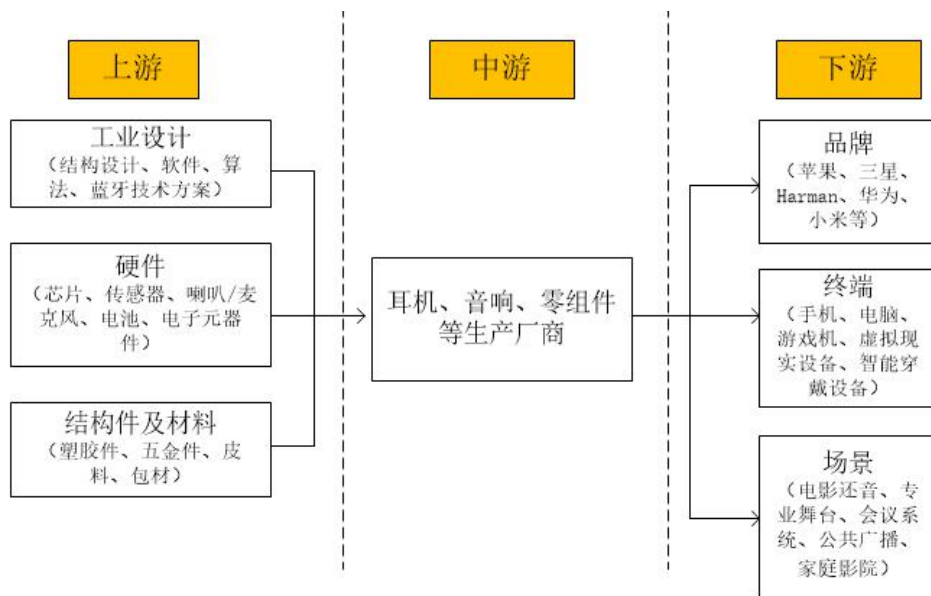 上游
工业设计
（结构设计、软件、算
法、蓝牙技术方案）
硬件
（芯片、传感器、喇叭/麦
克风、电池、电子元器
件）
结构件及材料
（塑胶件、五金件、皮
料、包材）
中游
耳机、音响、零组件
等生产厂商
下游
品牌
（苹果、三星、
Harman、华为、
小米等）
终端
（手机、电脑、
游戏机、虚拟现
实设备、智能穿
戴设备）
场景
（电影还音、专
业舞台、会议系
统、公共广播、
家庭影院）